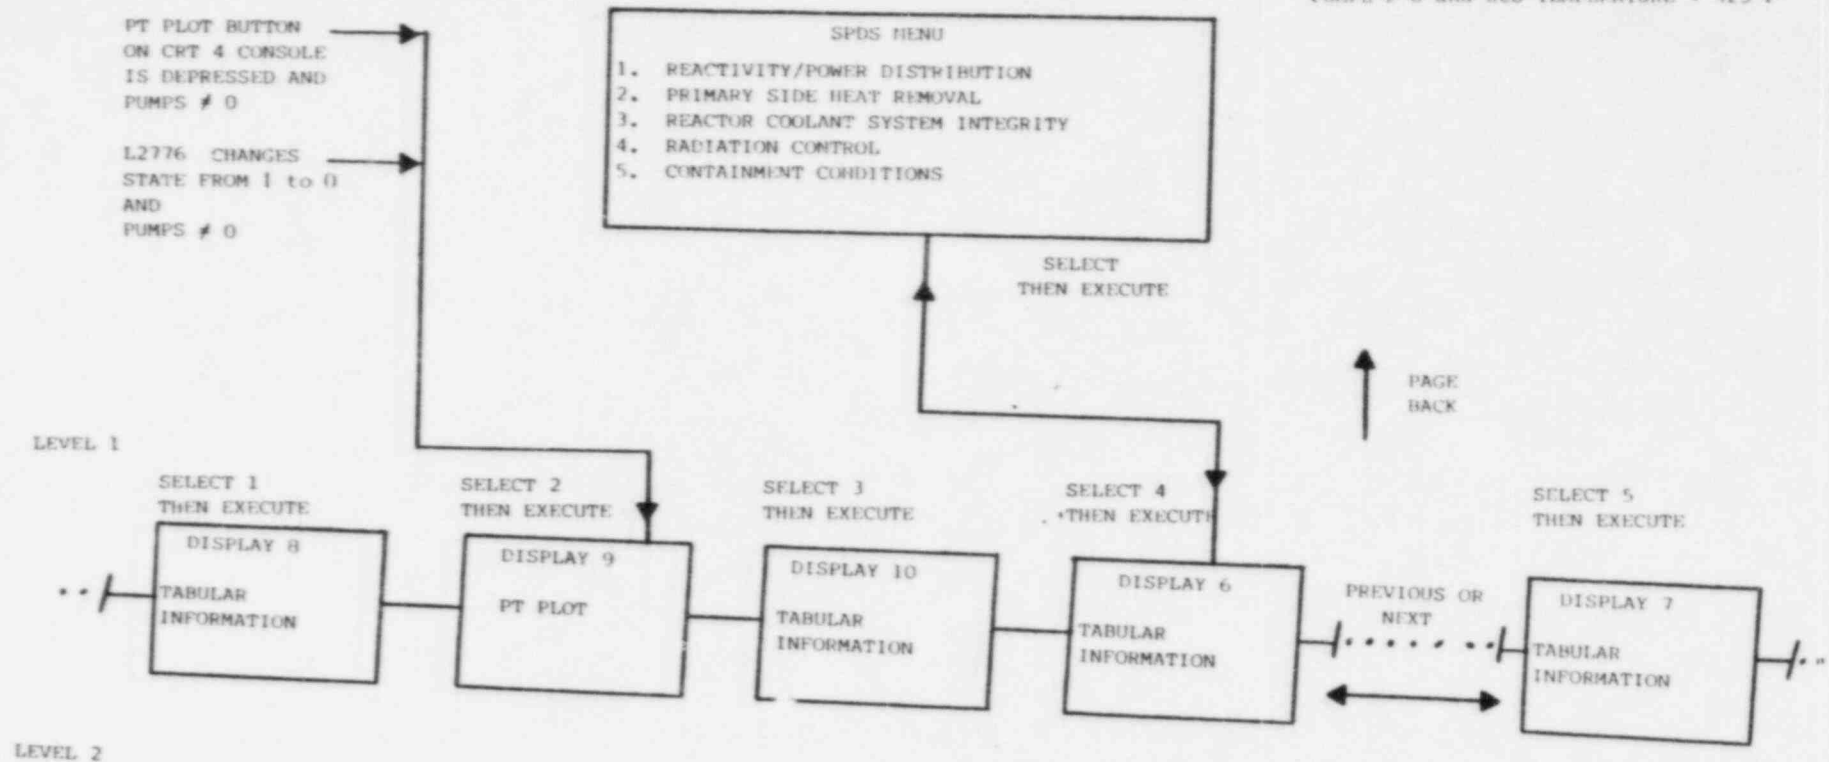 PT PLOT BUTTON
ON CRT 4 CONSOLE
IS DEPRESSED AND
PUMPS ≠ 0
L2776 CHANGES
STATE FROM 1 to 0
AND
PUMPS ≠ 0
SPDS MENU
1. REACTIVITY/POWER DISTRIBUTION
2. PRIMARY SIDE HEAT REMOVAL
3. REACTOR COOLANT SYSTEM INTEGRITY
4. RADIATION CONTROL
5. CONTAINMENT CONDITIONS
SELECT
THEN EXECUTE
PAGE
BACK
LEVEL 1
SELECT 1
THEN EXECUTE
DISPLAY 8
TABULAR
INFORMATION
SELECT 2
THEN EXECUTE
DISPLAY 9
PT PLOT
SELECT 3
THEN EXECUTE
DISPLAY 10
TABULAR
INFORMATION
SELECT 4
THEN EXECUTE
DISPLAY 6
TABULAR
INFORMATION
PREVIOUS OR
NEXT
SELECT 5
THEN EXECUTE
DISPLAY 7
TABULAR
INFORMATION
LEVEL 2